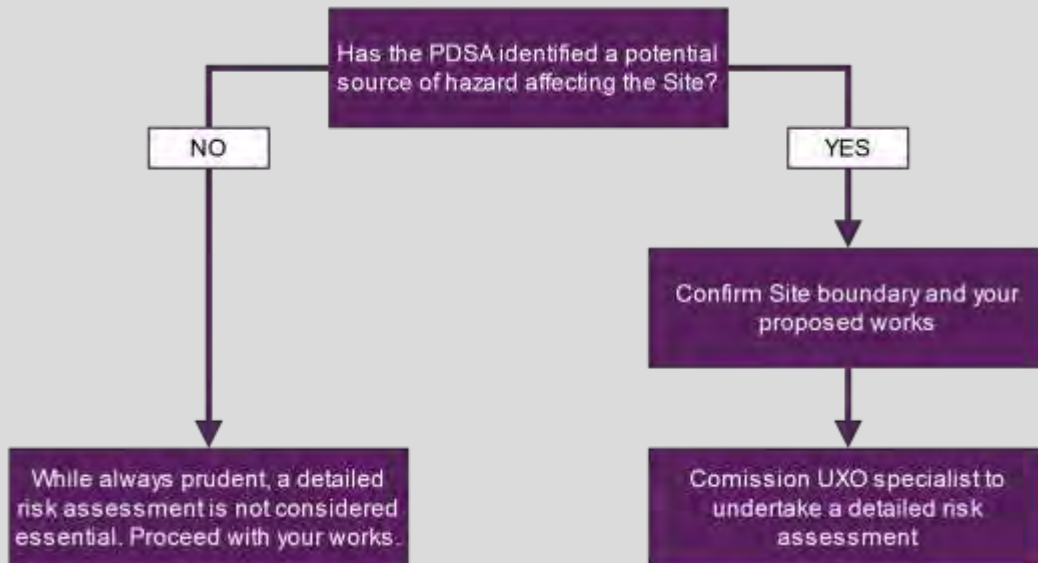 Has the PDSA identified a potential
source of hazard affecting the Site?
NO
YES
Confirm Site boundary and your
proposed works
While always prudent, a detailed
risk assessment is not considered
essential. Proceed with your works.
Comission UXO specialist to
undertake a detailed risk
assessment